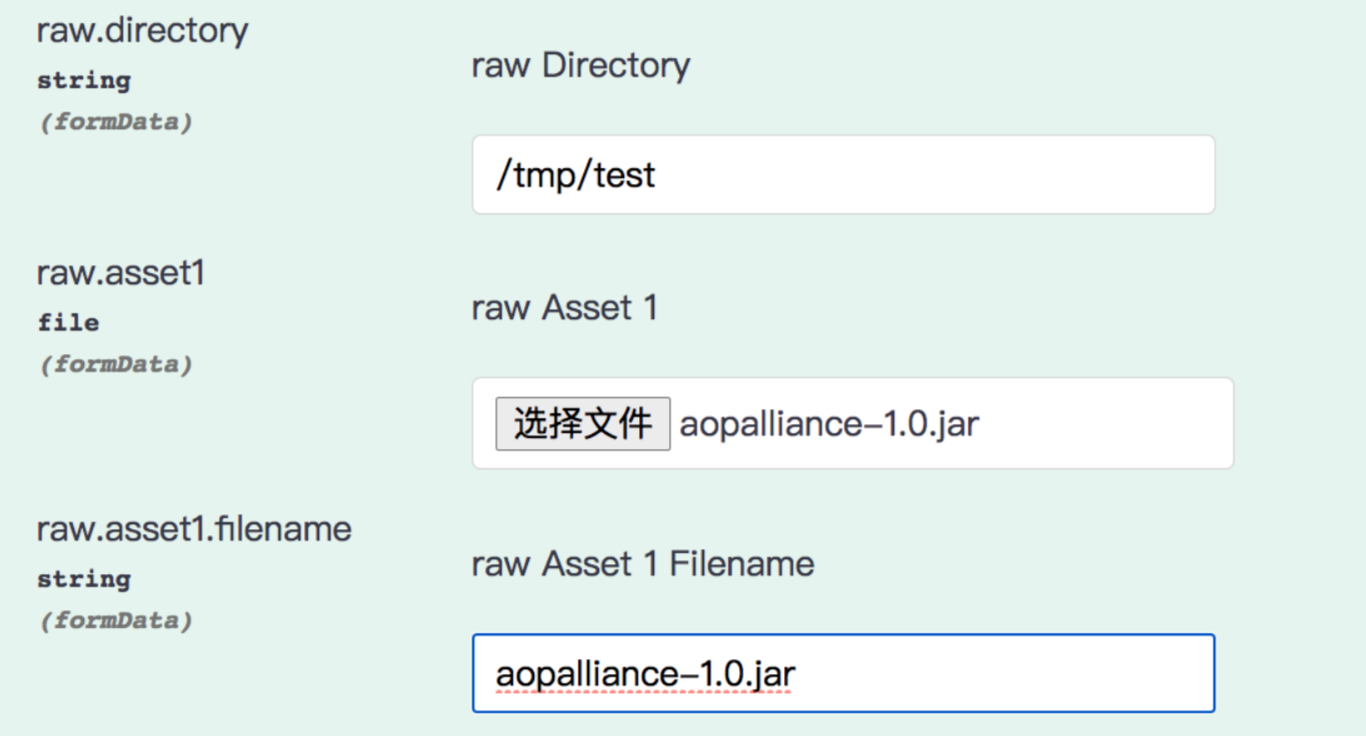 raw.directory
string
(formData)
raw Directory
/tmp/test
raw.asset1
file
(formData)
raw Asset 1
选择文件 aopalliance-1.0.jar
raw.asset1.filename
string
(formData)
raw Asset 1 Filename
aopalliance-1.0.jar